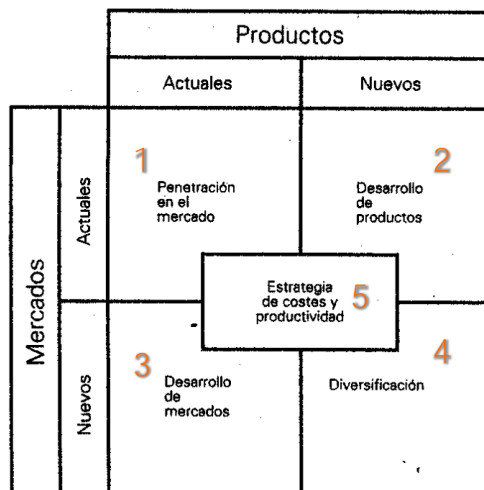 Productos
Actuales
Nuevos
Mercados
Actuales
1
Penetración
en el
mercado
2
Desarrollo
de
productos
Estrategia
de costes y
productividad
5
Nuevos
3
Desarrollo
de
mercados
4
Diversificación